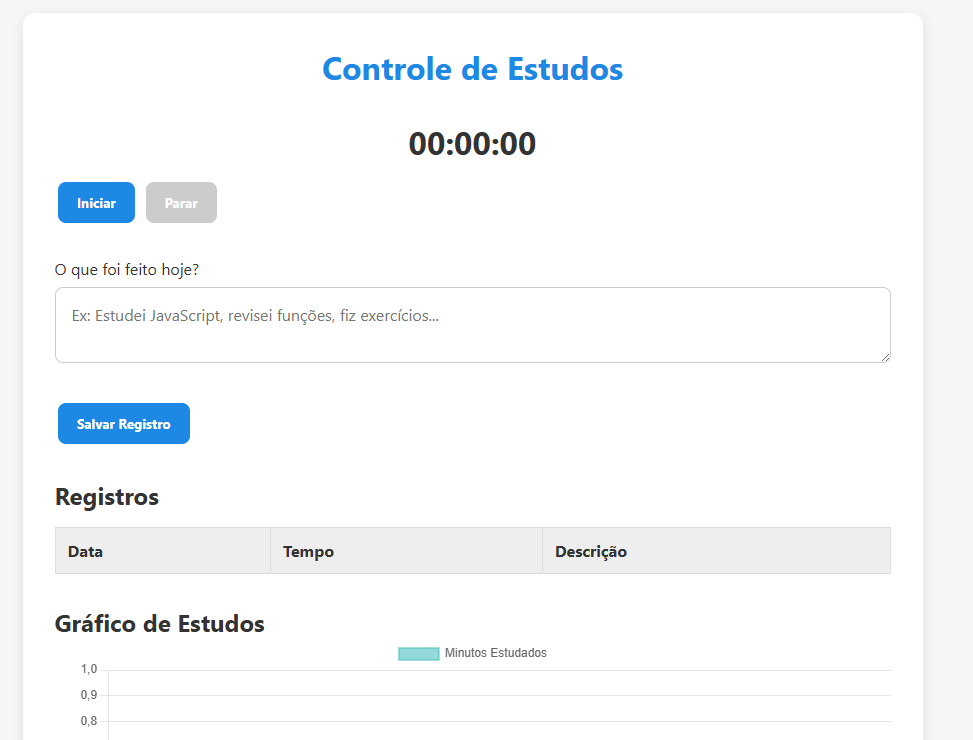 Controle de Estudos
00:00:00
Iniciar Parar
O que foi feito hoje?
Ex: Estudei JavaScript, revisei funções, fiz exercícios...
Salvar Registro
Registros
Data Tempo Descrição
Gráfico de Estudos
Minutos Estudados
1,0
0,9
0,8